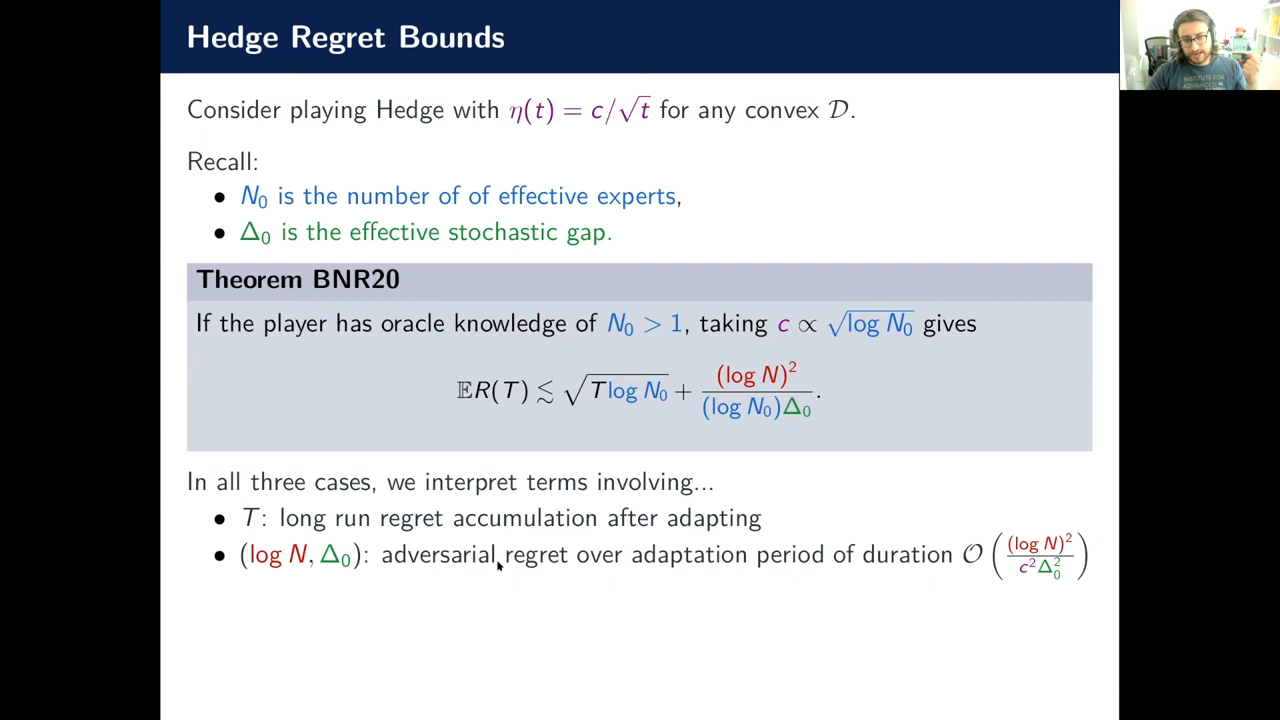 Hedge Regret Bounds
Consider playing Hedge with η(t) = c/√t for any convex 𝒟.
Recall:
• N₀ is the number of of effective experts,
• Δ₀ is the effective stochastic gap.
Theorem BNR20
If the player has oracle knowledge of N₀ > 1, taking c ∝ √(log N₀) gives
𝔼R(T) ≲ √(T log N₀) + (log N)² / ((log N₀)Δ₀).
In all three cases, we interpret terms involving...
• T: long run regret accumulation after adapting
• (log N, Δ₀): adversarial regret over adaptation period of duration 𝒪((log N)² / (c²Δ₀²))
INSTITUTE FOR